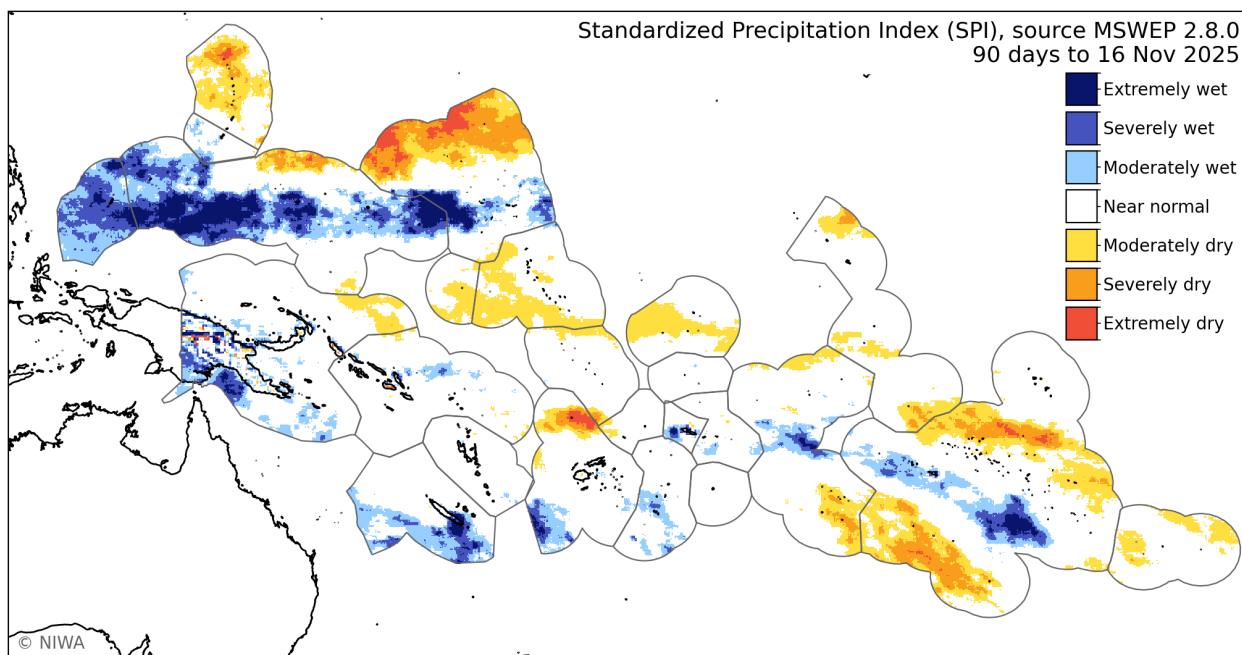 Standardized Precipitation Index (SPI), source MSWEP 2.8.0
90 days to 16 Nov 2025
Extremely wet
Severely wet
Moderately wet
Near normal
Moderately dry
Severely dry
Extremely dry
© NIWA